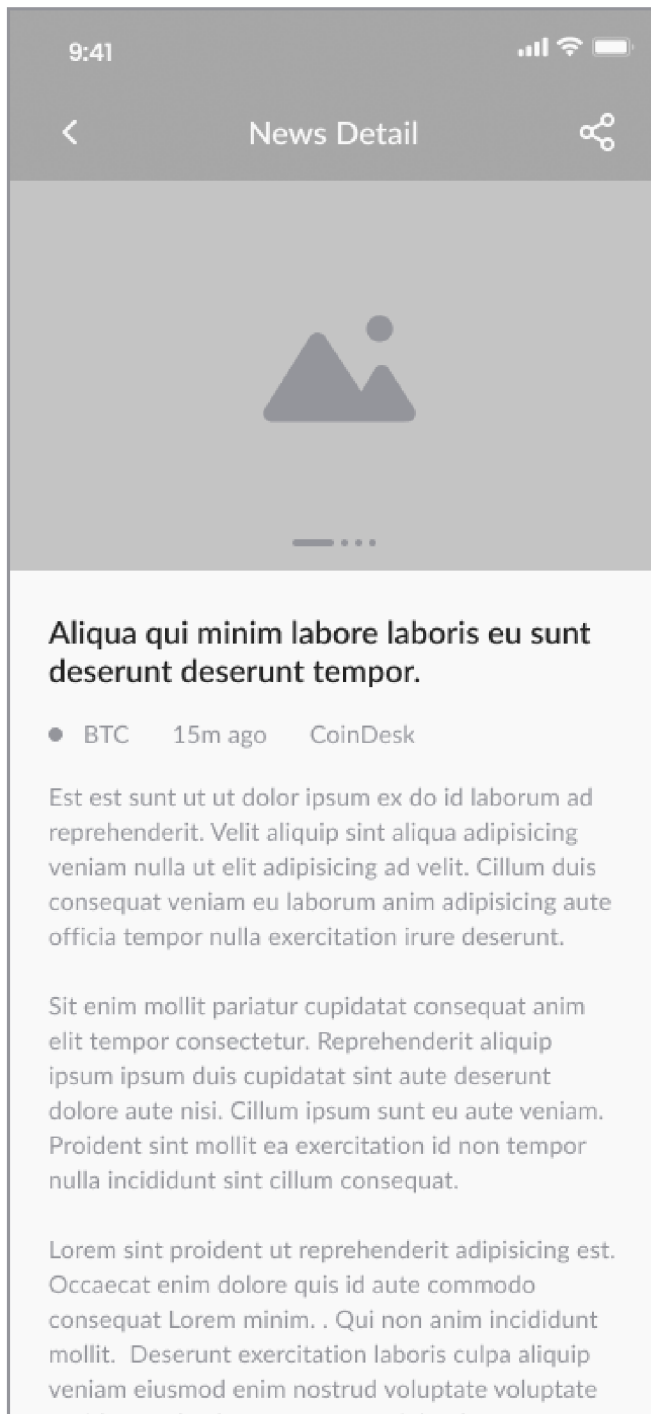 9:41
News Detail
Aliqua qui minim labore laboris eu sunt
deserunt deserunt tempor.
BTC 15m ago CoinDesk
Est est sunt ut ut dolor ipsum ex do id laborum ad
reprehenderit. Velit aliquip sint aliqua adipisicing
veniam nulla ut elit adipisicing ad velit. Cillum duis
consequat veniam eu laborum anim adipisicing aute
officia tempor nulla exercitation irure deserunt.
Sit enim mollit pariatur cupidatat consequat anim
elit tempor consectetur. Reprehenderit aliquip
ipsum ipsum duis cupidatat sint aute deserunt
dolore aute nisi. Cillum ipsum sunt eu aute veniam.
Proident sint mollit ea exercitation id non tempor
nulla incididunt sint cillum consequat.
Lorem sint proident ut reprehenderit adipisicing est.
Occaecat enim dolore quis id aute commodo
consequat Lorem minim. . Qui non anim incididunt
mollit.  Deserunt exercitation laboris culpa aliquip
veniam eiusmod enim nostrud voluptate voluptate